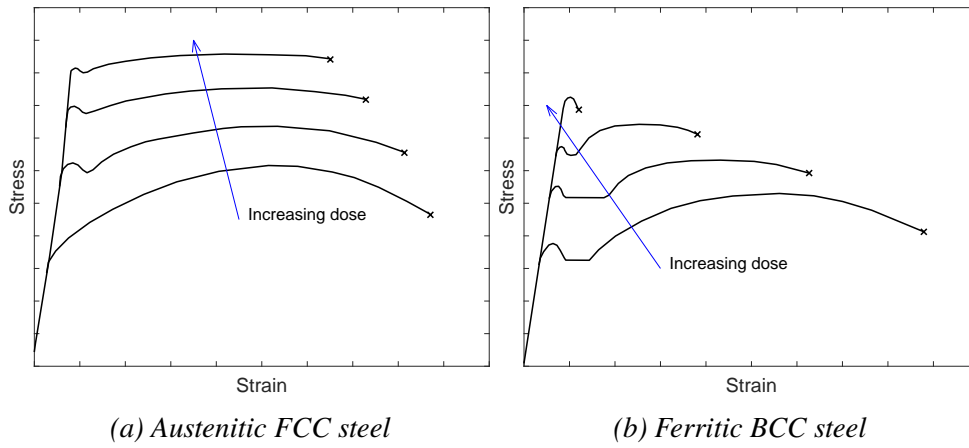 Stress
Increasing dose
Strain
(a) Austenitic FCC steel
Stress
Increasing dose
Strain
(b) Ferritic BCC steel